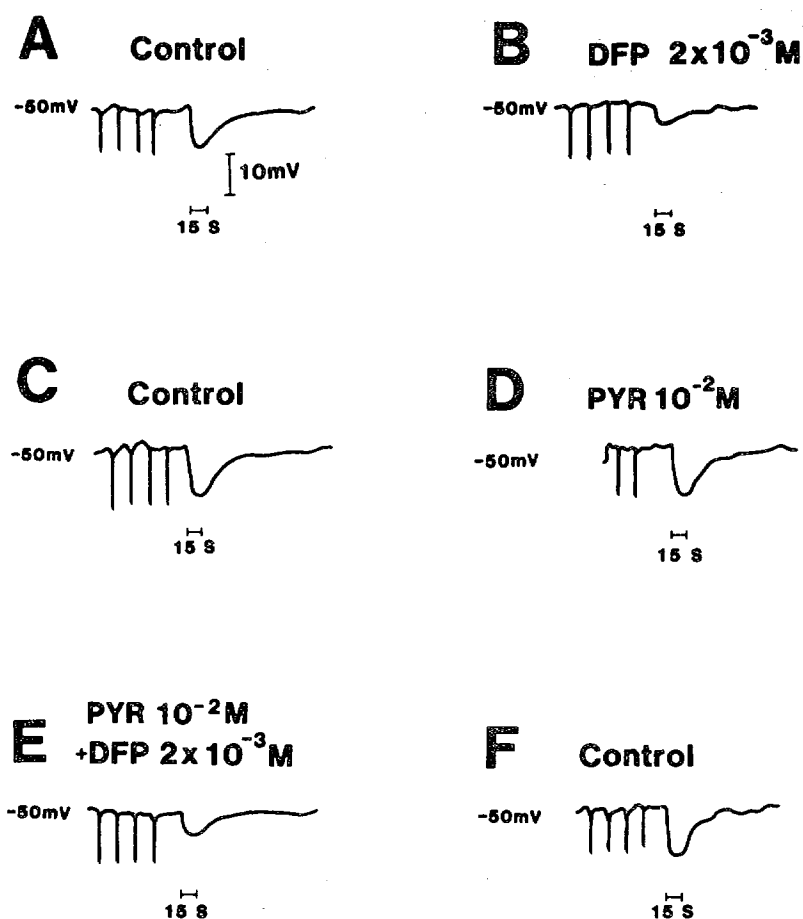 A Control
-50mV
10mV
15 S
B DFP 2x10⁻³M
-50mV
15 S
C Control
-50mV
15 S
D PYR 10⁻²M
-50mV
15 S
E PYR 10⁻²M
+DFP 2x10⁻³M
-50mV
15 S
F Control
-50mV
15 S